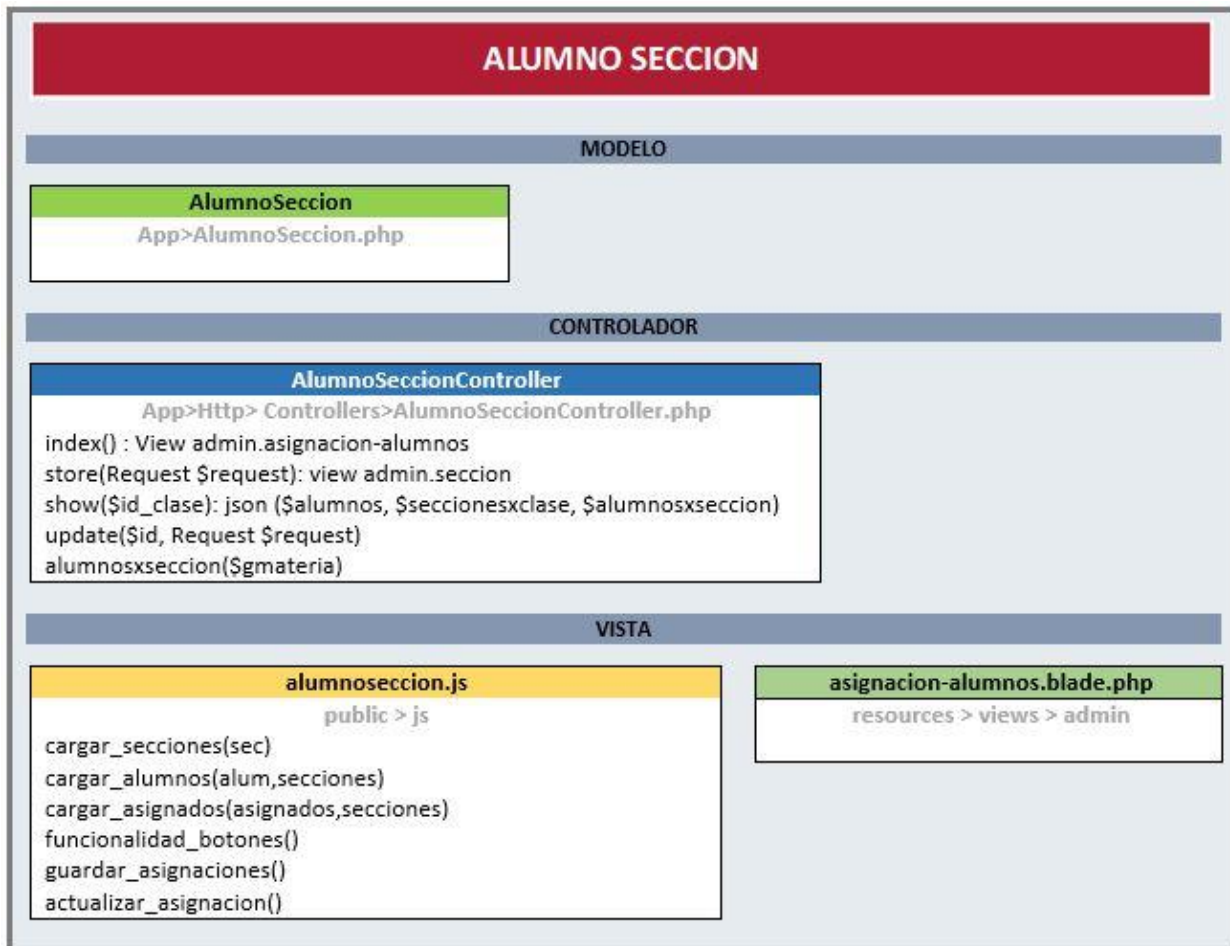 ALUMNO SECCION
MODELO
AlumnoSeccion
App>AlumnoSeccion.php
CONTROLADOR
AlumnoSeccionController
App>Http> Controllers>AlumnoSeccionController.php
index() : View admin.asignacion-alumnos
store(Request $request): view admin.seccion
show($id_clase): json ($alumnos, $seccionesxclase, $alumnosxseccion)
update($id, Request $request)
alumnosxseccion($gmateria)
VISTA
alumnoseccion.js
public > js
cargar_secciones(sec)
cargar_alumnos(alum,secciones)
cargar_asignados(asignados,secciones)
funcionalidad_botones()
guardar_asignaciones()
actualizar_asignacion()
asignacion-alumnos.blade.php
resources > views > admin